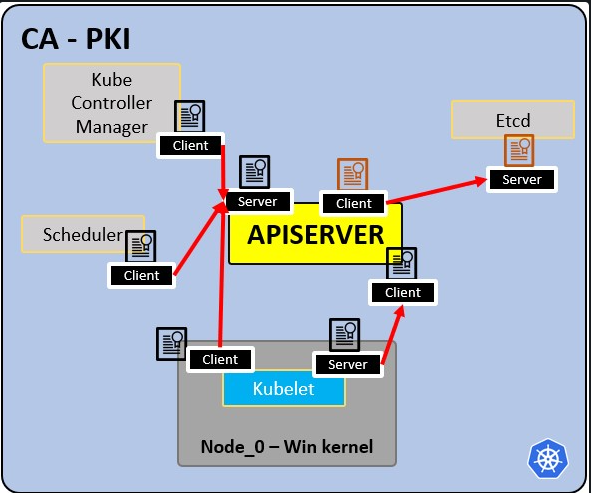 CA - PKI
Kube
Controller
Manager
Client
Etcd
Server
Server
Client
APISERVER
Scheduler
Client
Client
Client
Server
Kubelet
Node_0 – Win kernel